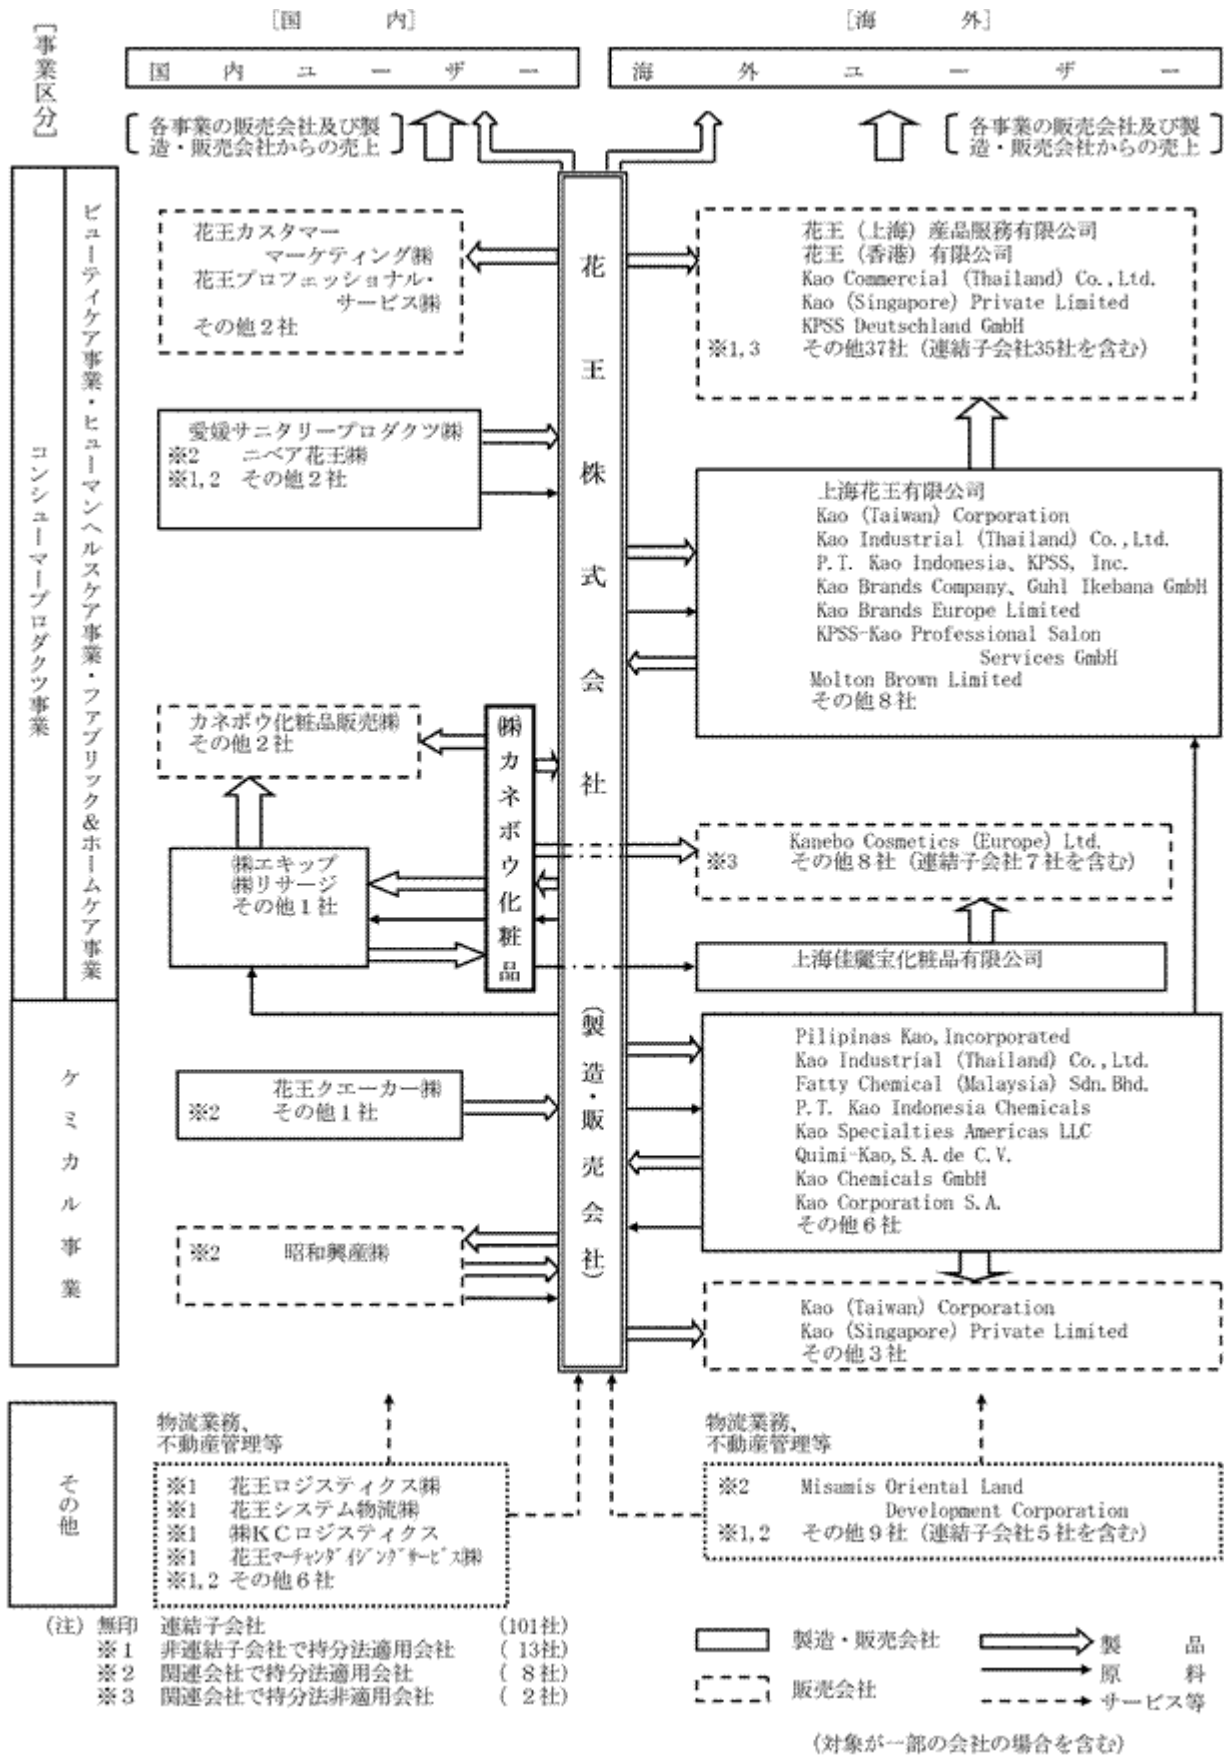 [国　　内]
[海　　外]
[事業区分]
国内ユーザー
海外ユーザー
各事業の販売会社及び製
造・販売会社からの売上
各事業の販売会社及び製
造・販売会社からの売上
コンシューマープロダクツ事業
ビューティケア事業・ヒューマンヘルスケア事業・ファブリック&ホームケア事業
花王カスタマー
マーケティング㈱
花王プロフェッショナル・
サービス㈱
その他２社
愛媛サニタリープロダクツ㈱
※2　ニベア花王㈱
※1,2　その他２社
カネボウ化粧品販売㈱
その他２社
㈱エキップ
㈱リサージ
その他１社
㈱カネボウ化粧品
花王株式会社（製造・販売会社）
花王（上海）産品服務有限公司
花王（香港）有限公司
Kao Commercial (Thailand) Co.,Ltd.
Kao (Singapore) Private Limited
KPSS Deutschland GmbH
※1,3　その他37社（連結子会社35社を含む）
上海花王有限公司
Kao (Taiwan) Corporation
Kao Industrial (Thailand) Co.,Ltd.
P.T. Kao Indonesia、KPSS, Inc.
Kao Brands Company、Guhl Ikebana GmbH
Kao Brands Europe Limited
KPSS-Kao Professional Salon
Services GmbH
Molton Brown Limited
その他８社
Kanebo Cosmetics (Europe) Ltd.
※3　その他８社（連結子会社７社を含む）
上海佳麗宝化粧品有限公司
ケミカル事業
花王クエーカー㈱
※2　その他１社
※2　昭和興産㈱
Pilipinas Kao,Incorporated
Kao Industrial (Thailand) Co.,Ltd.
Fatty Chemical (Malaysia) Sdn.Bhd.
P.T. Kao Indonesia Chemicals
Kao Specialties Americas LLC
Quimi-Kao,S.A.de C.V.
Kao Chemicals GmbH
Kao Corporation S.A.
その他６社
Kao (Taiwan) Corporation
Kao (Singapore) Private Limited
その他３社
その他
物流業務、
不動産管理等
※1　花王ロジスティクス㈱
※1　花王システム物流㈱
※1　㈱ＫＣロジスティクス
※1　花王ﾏｰﾁｬﾝﾀﾞｲｼﾞﾝｸﾞｻｰﾋﾞｽ㈱
※1,2 その他６社
物流業務、
不動産管理等
※2　Misamis Oriental Land
Development Corporation
※1,2　その他９社（連結子会社５社を含む）
（注）無印　連結子会社　(101社)
※１　非連結子会社で持分法適用会社　( 13社)
※２　関連会社で持分法適用会社　( 8社)
※３　関連会社で持分法非適用会社　( 2社)
製造・販売会社
販売会社
製　　品
原　　料
サービス等
（対象が一部の会社の場合を含む）